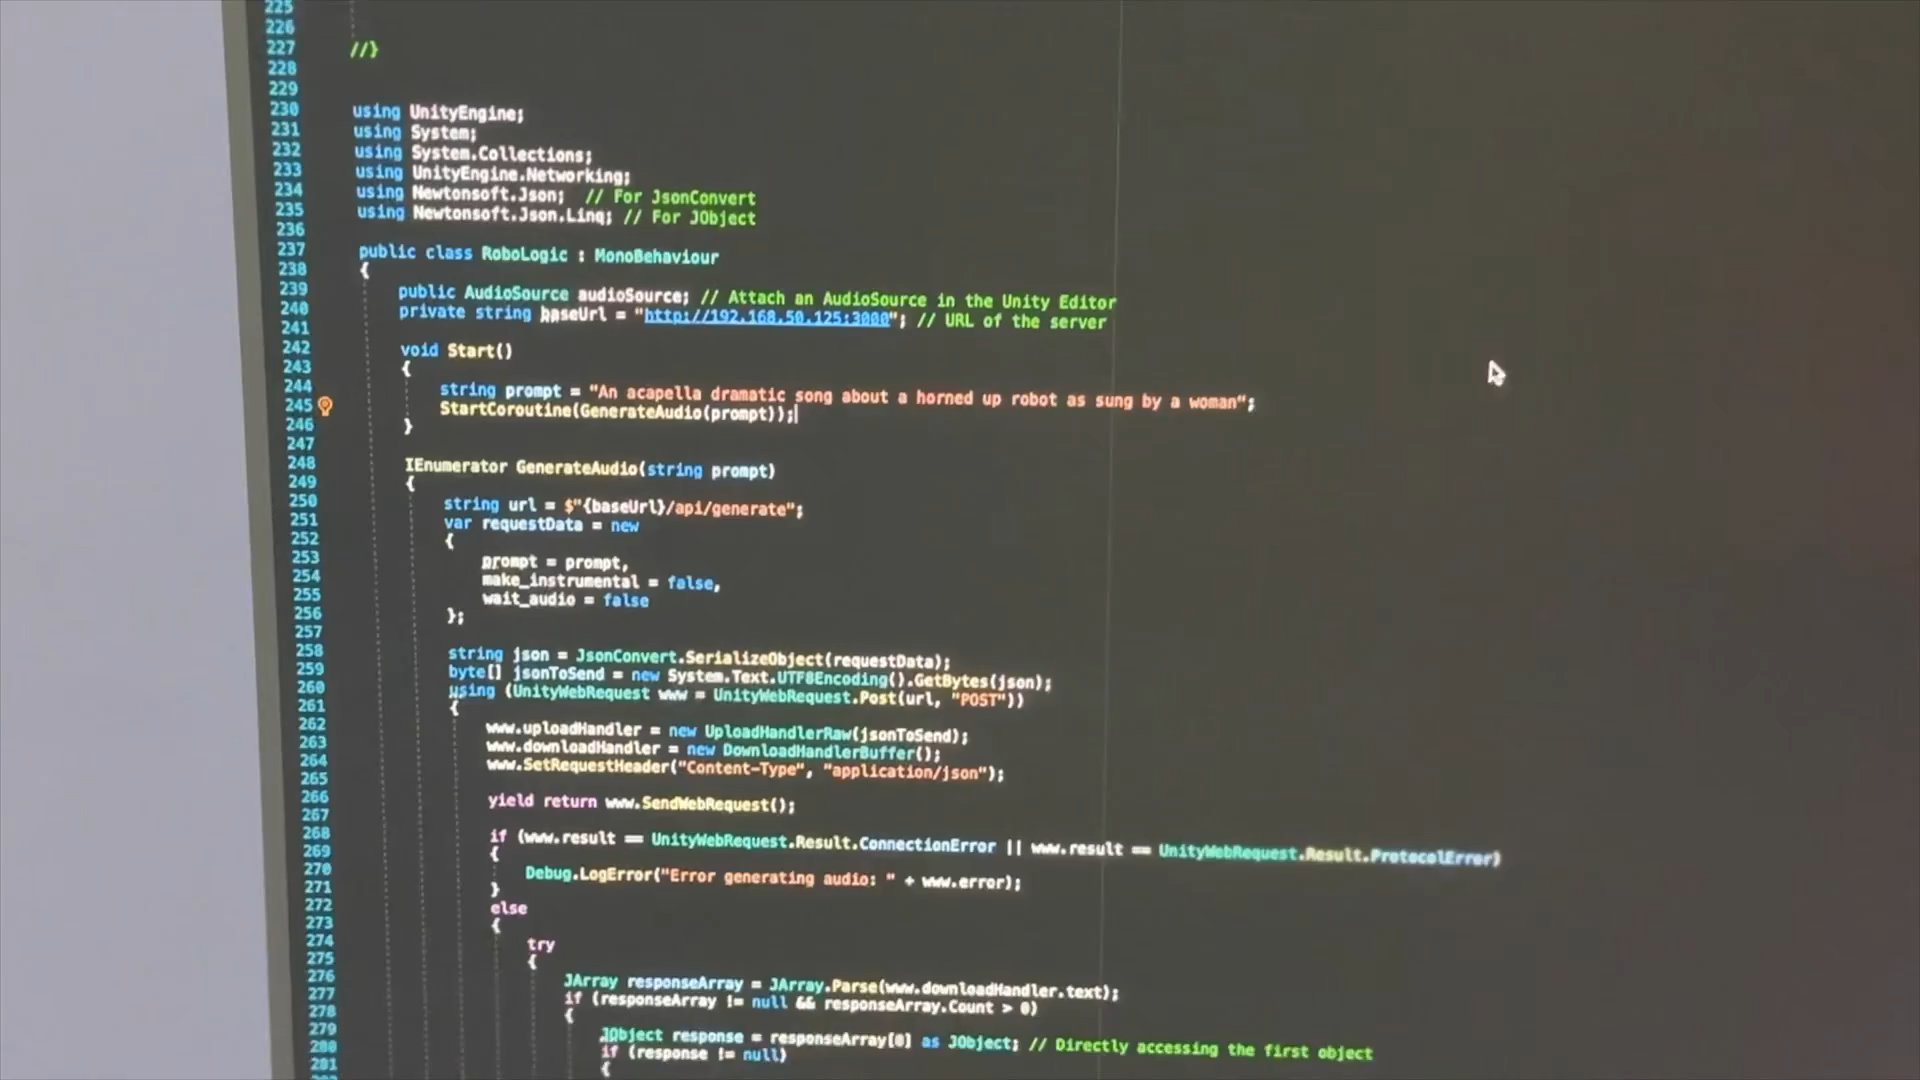 225
226
227 //}
228
229
230 using UnityEngine;
231 using System;
232 using System.Collections;
233 using UnityEngine.Networking;
234 using Newtonsoft.Json; // For JsonConvert
235 using Newtonsoft.Json.Linq; // For JObject
236
237 public class RoboLogic : MonoBehaviour
238 {
239 public AudioSource audioSource; // Attach an AudioSource in the Unity Editor
240 private string baseUrl = "http://192.168.50.125:3000"; // URL of the server
241
242 void Start()
243 {
244 string prompt = "An acapella dramatic song about a horned up robot as sung by a woman";
245 StartCoroutine(GenerateAudio(prompt));
246 }
247
248 IEnumerator GenerateAudio(string prompt)
249 {
250 string url = $"{baseUrl}/api/generate";
251 var requestData = new
252 {
253 prompt = prompt,
254 make_instrumental = false,
255 wait_audio = false
256 };
257
258 string json = JsonConvert.SerializeObject(requestData);
259 byte[] jsonToSend = new System.Text.UTF8Encoding().GetBytes(json);
260 using (UnityWebRequest www = UnityWebRequest.Post(url, "POST"))
261 {
262 www.uploadHandler = new UploadHandlerRaw(jsonToSend);
263 www.downloadHandler = new DownloadHandlerBuffer();
264 www.SetRequestHeader("Content-Type", "application/json");
265
266 yield return www.SendWebRequest();
267
268 if (www.result == UnityWebRequest.Result.ConnectionError || www.result == UnityWebRequest.Result.ProtocolError)
269 {
270 Debug.LogError("Error generating audio: " + www.error);
271 }
272 else
273 {
274 try
275 {
276 JArray responseArray = JArray.Parse(www.downloadHandler.text);
277 if (responseArray != null && responseArray.Count > 0)
278 {
279 JObject response = responseArray[0] as JObject; // Directly accessing the first object
280 if (response != null)
281 {